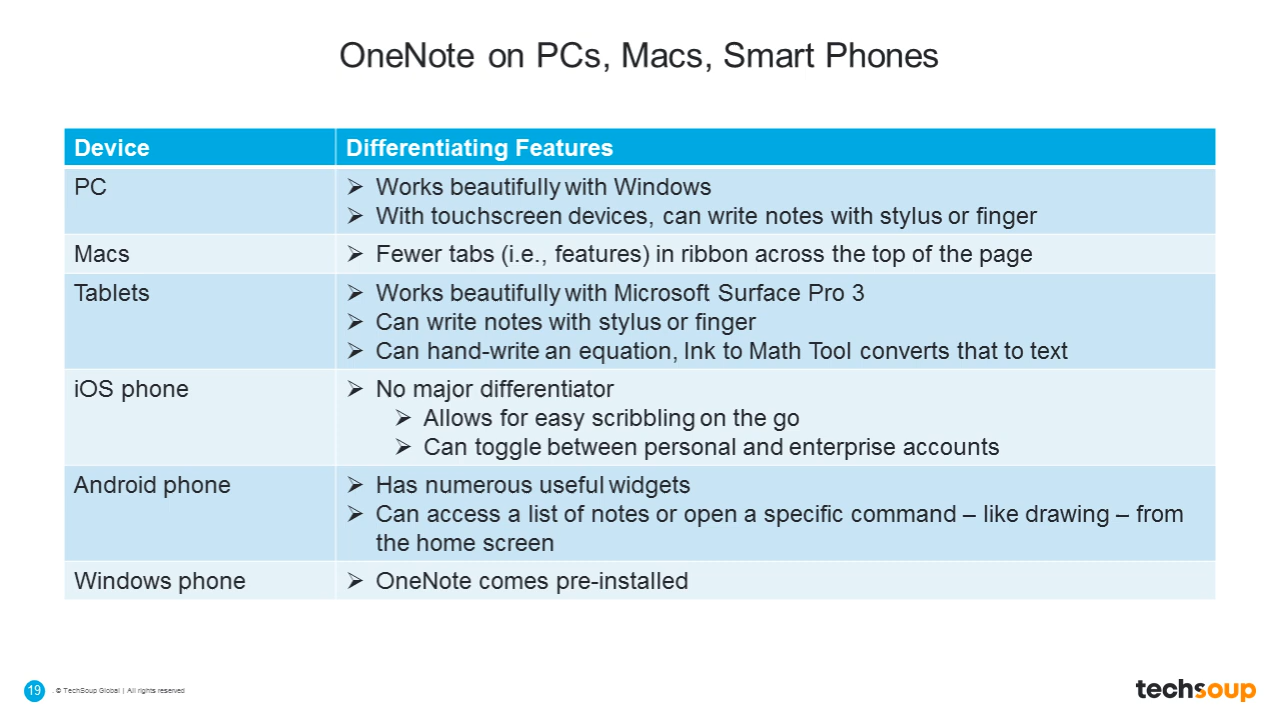 OneNote on PCs, Macs, Smart Phones
Device
Differentiating Features
PC
➢ Works beautifully with Windows
➢ With touchscreen devices, can write notes with stylus or finger
Macs
➢ Fewer tabs (i.e., features) in ribbon across the top of the page
Tablets
➢ Works beautifully with Microsoft Surface Pro 3
➢ Can write notes with stylus or finger
➢ Can hand-write an equation, Ink to Math Tool converts that to text
iOS phone
➢ No major differentiator
➢ Allows for easy scribbling on the go
➢ Can toggle between personal and enterprise accounts
Android phone
➢ Has numerous useful widgets
➢ Can access a list of notes or open a specific command – like drawing – from
the home screen
Windows phone
➢ OneNote comes pre-installed
19
. © TechSoup Global | All rights reserved
techsoup